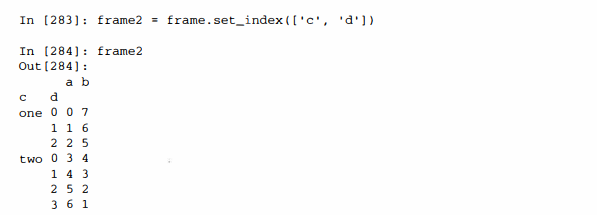 In [283]: frame2 = frame.set_index(['c', 'd'])
In [284]: frame2
Out[284]:
       a b
c   d
one 0 0 7
    1 1 6
    2 2 5
two 0 3 4
    1 4 3
    2 5 2
    3 6 1